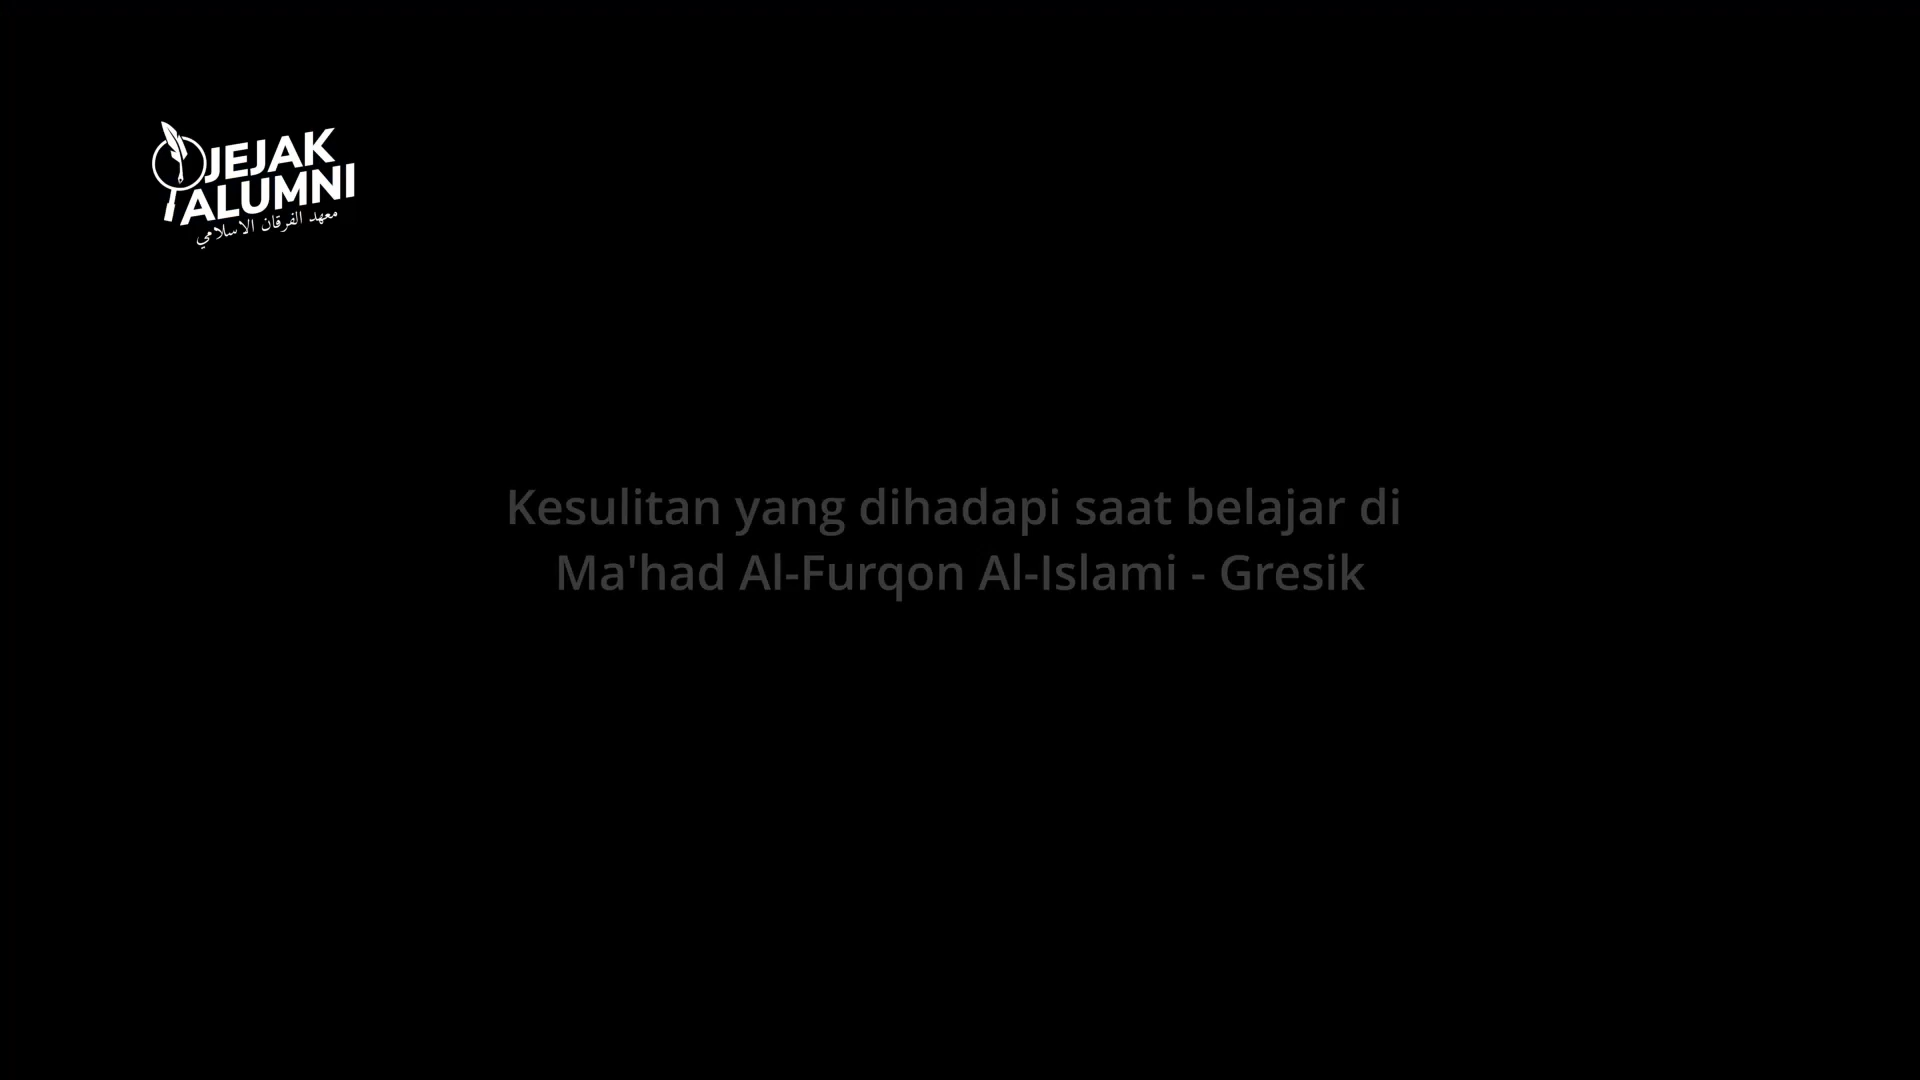 JEJAK
ALUMNI
معهد الفرقان الاسلامي
Kesulitan yang dihadapi saat belajar di
Ma'had Al-Furqon Al-Islami - Gresik